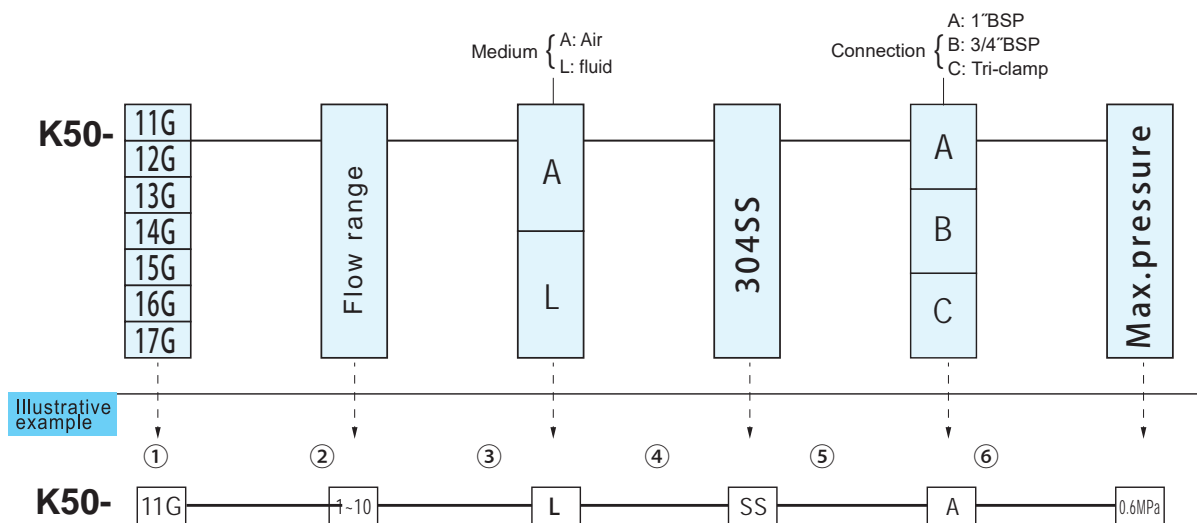 A: 1˝BSP
Medium { A: Air
L: fluid
Connection { B: 3/4˝BSP
C: Tri-clamp
K50-
11G
12G
13G
14G
15G
16G
17G
Flow range
A
L
304SS
A
B
C
Max.pressure
Illustrative
example
① ② ③ ④ ⑤ ⑥
K50- 11G 1~10 L SS A 0.6MPa